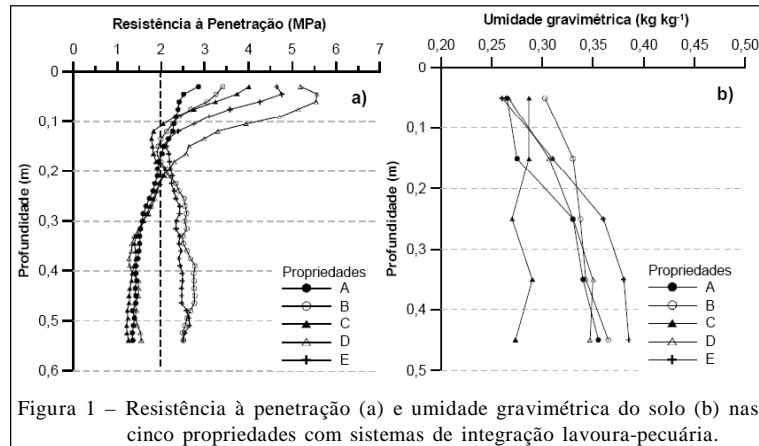 Resistência à Penetração (MPa)
0 1 2 3 4 5 6 7
Profundidade (m)
0
0,1
0,2
0,3
0,4
0,5
0,6
a)
Propriedades
A
B
C
D
E
Umidade gravimétrica (kg kg-1)
0,20 0,25 0,30 0,35 0,40 0,45 0,50
Profundidade (m)
0
0,1
0,2
0,3
0,4
0,5
b)
Propriedades
A
B
C
D
E
Figura 1 – Resistência à penetração (a) e umidade gravimétrica do solo (b) nas
cinco propriedades com sistemas de integração lavoura-pecuária.